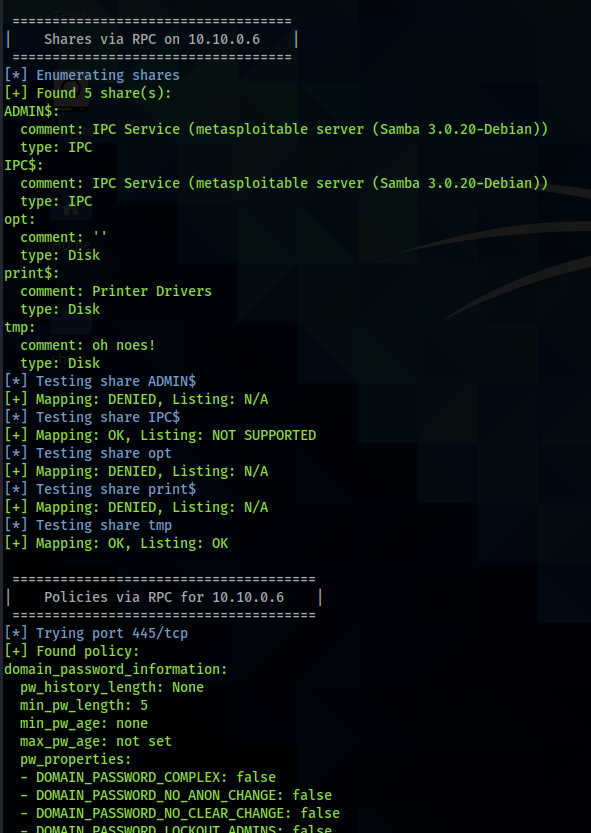 ===================================
|    Shares via RPC on 10.10.0.6    |
 ===================================
[*] Enumerating shares
[+] Found 5 share(s):
ADMIN$:
  comment: IPC Service (metasploitable server (Samba 3.0.20-Debian))
  type: IPC
IPC$:
  comment: IPC Service (metasploitable server (Samba 3.0.20-Debian))
  type: IPC
opt:
  comment: ''
  type: Disk
print$:
  comment: Printer Drivers
  type: Disk
tmp:
  comment: oh noes!
  type: Disk
[*] Testing share ADMIN$
[+] Mapping: DENIED, Listing: N/A
[*] Testing share IPC$
[+] Mapping: OK, Listing: NOT SUPPORTED
[*] Testing share opt
[+] Mapping: DENIED, Listing: N/A
[*] Testing share print$
[+] Mapping: DENIED, Listing: N/A
[*] Testing share tmp
[+] Mapping: OK, Listing: OK

 ======================================
|    Policies via RPC for 10.10.0.6    |
 ======================================
[*] Trying port 445/tcp
[+] Found policy:
domain_password_information:
  pw_history_length: None
  min_pw_length: 5
  min_pw_age: none
  max_pw_age: not set
  pw_properties:
  - DOMAIN_PASSWORD_COMPLEX: false
  - DOMAIN_PASSWORD_NO_ANON_CHANGE: false
  - DOMAIN_PASSWORD_NO_CLEAR_CHANGE: false
  - DOMAIN_PASSWORD_LOCKOUT_ADMINS: false